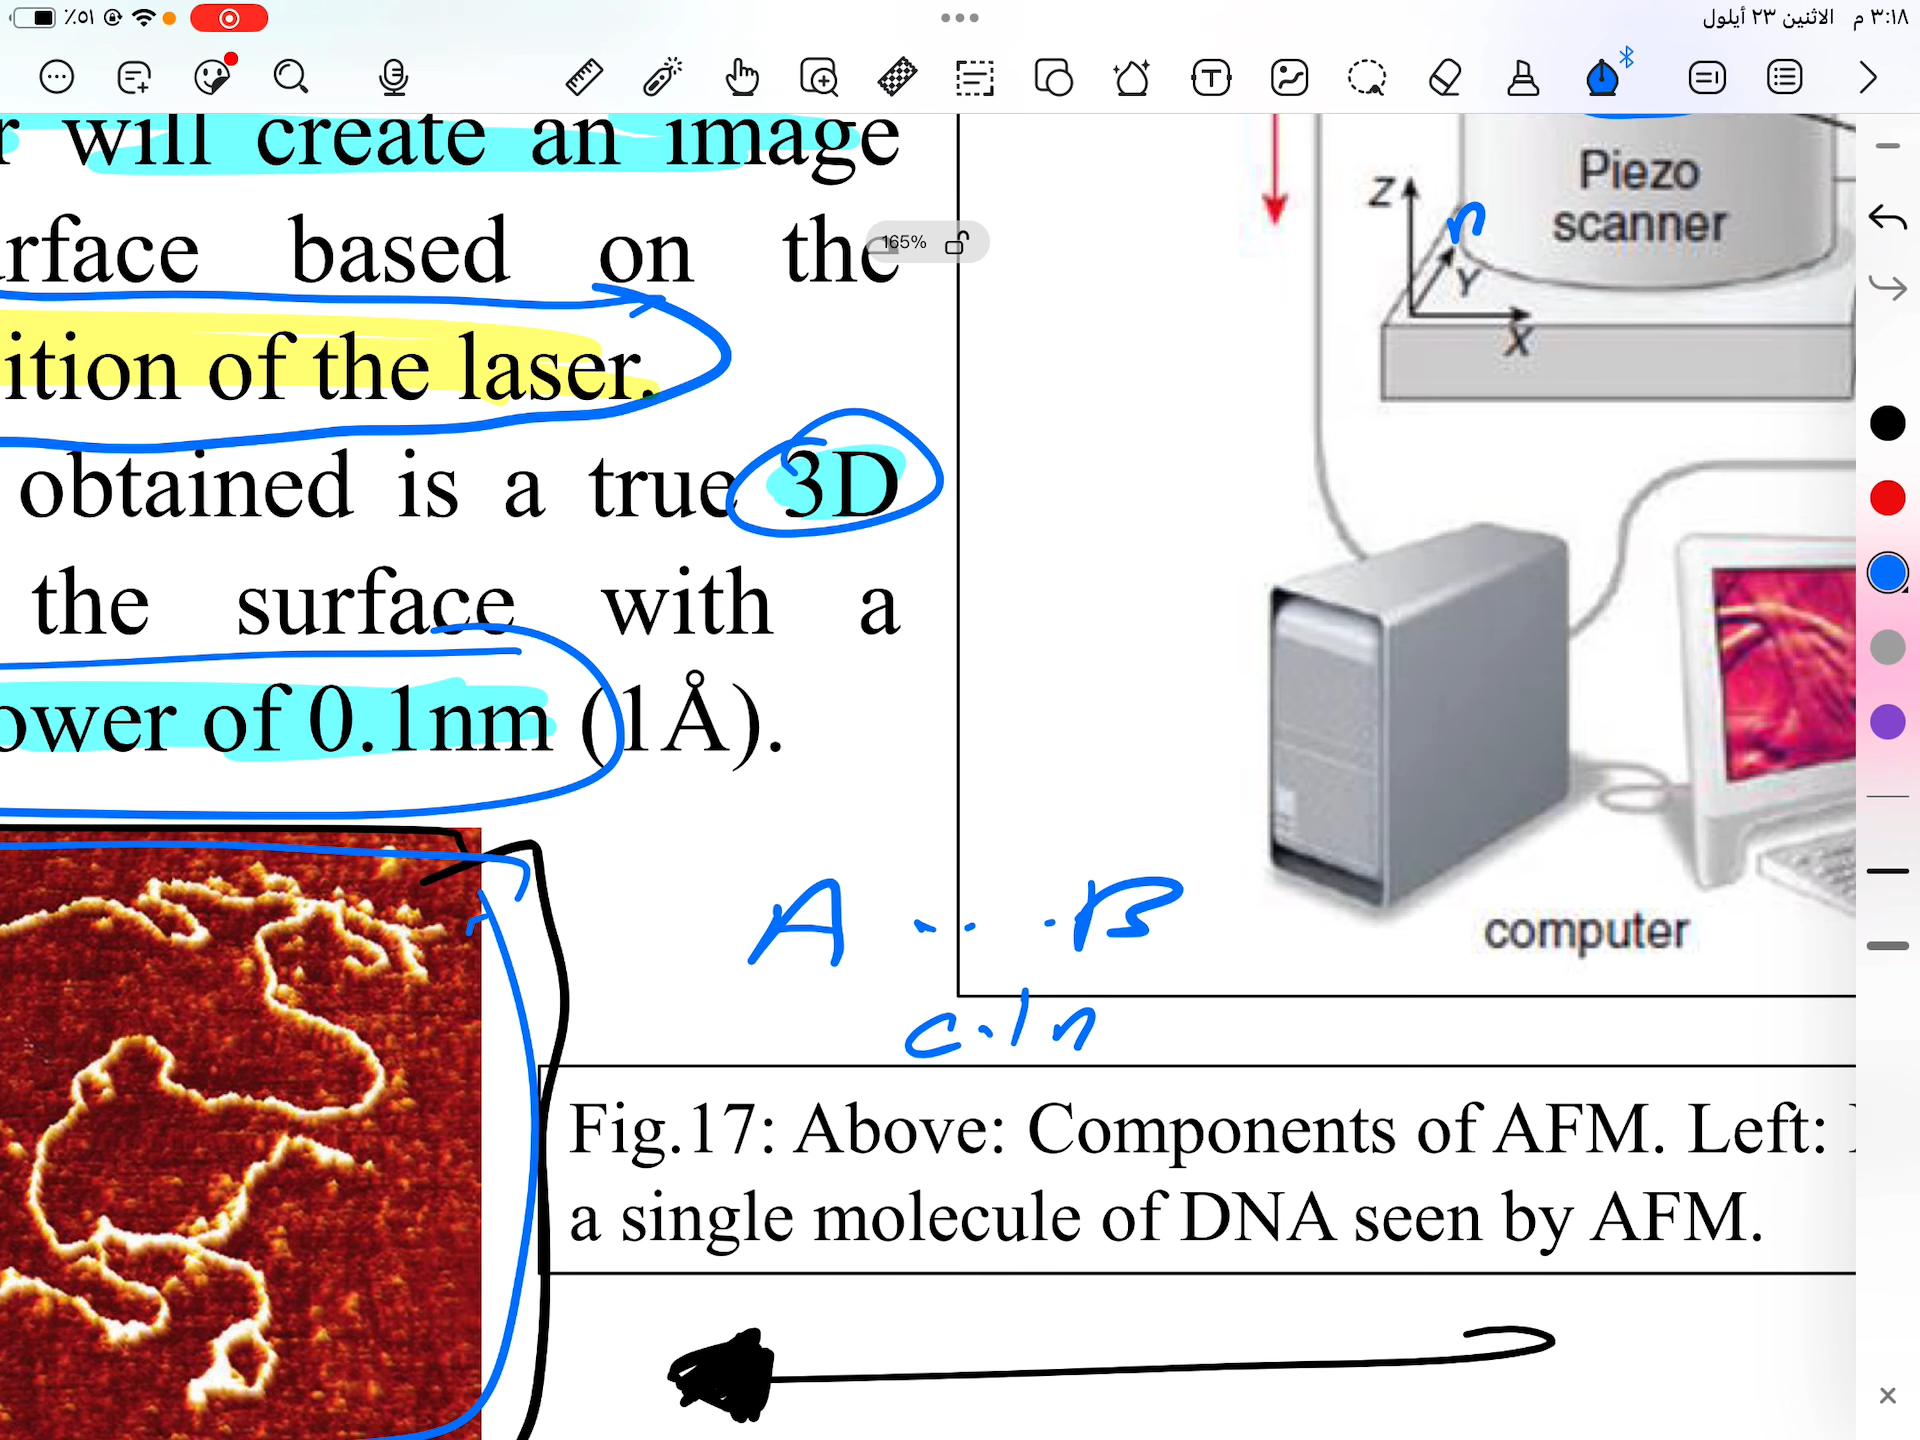 ٪٥١
٣:١٨ م الاثنين ٢٣ أيلول
r will create an image
rface based on the
165%
ition of the laser.
obtained is a true 3D
the surface with a
ower of 0.1nm (1Å).
Piezo
scanner
Z
n
Y
X
computer
A .. . B
Fig.17: Above: Components of AFM. Left:
a single molecule of DNA seen by AFM.